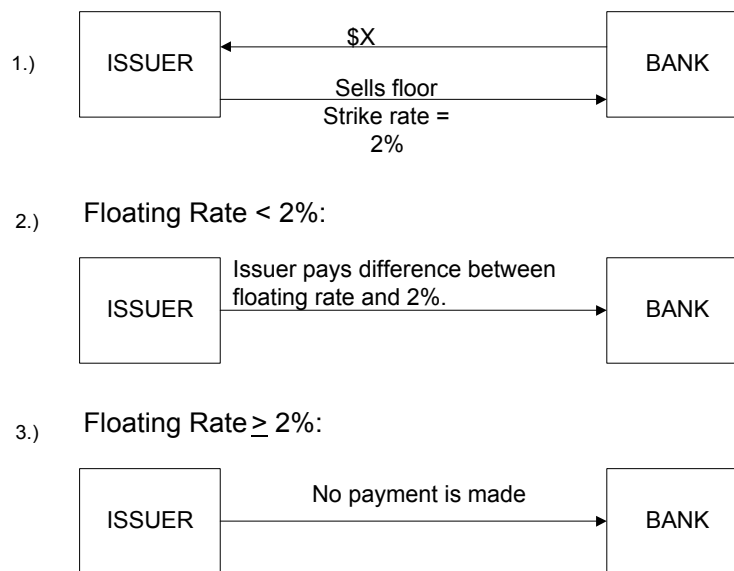 $X
1.) ISSUER BANK
Sells floor
Strike rate =
2%
2.) Floating Rate < 2%:
Issuer pays difference between
floating rate and 2%.
ISSUER BANK
3.) Floating Rate ≥ 2%:
No payment is made
ISSUER BANK